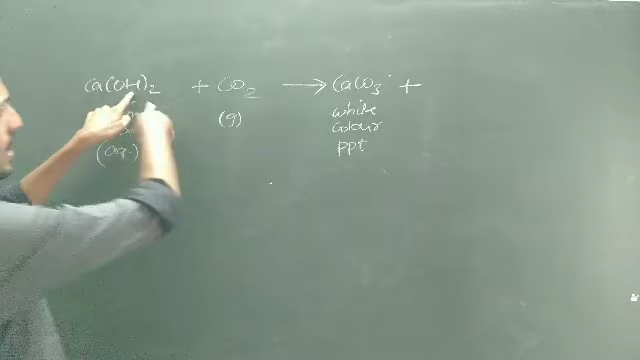 Ca(OH)2 + CO2 → CaCO3 +
(g) white
colour
(aq.) ppt